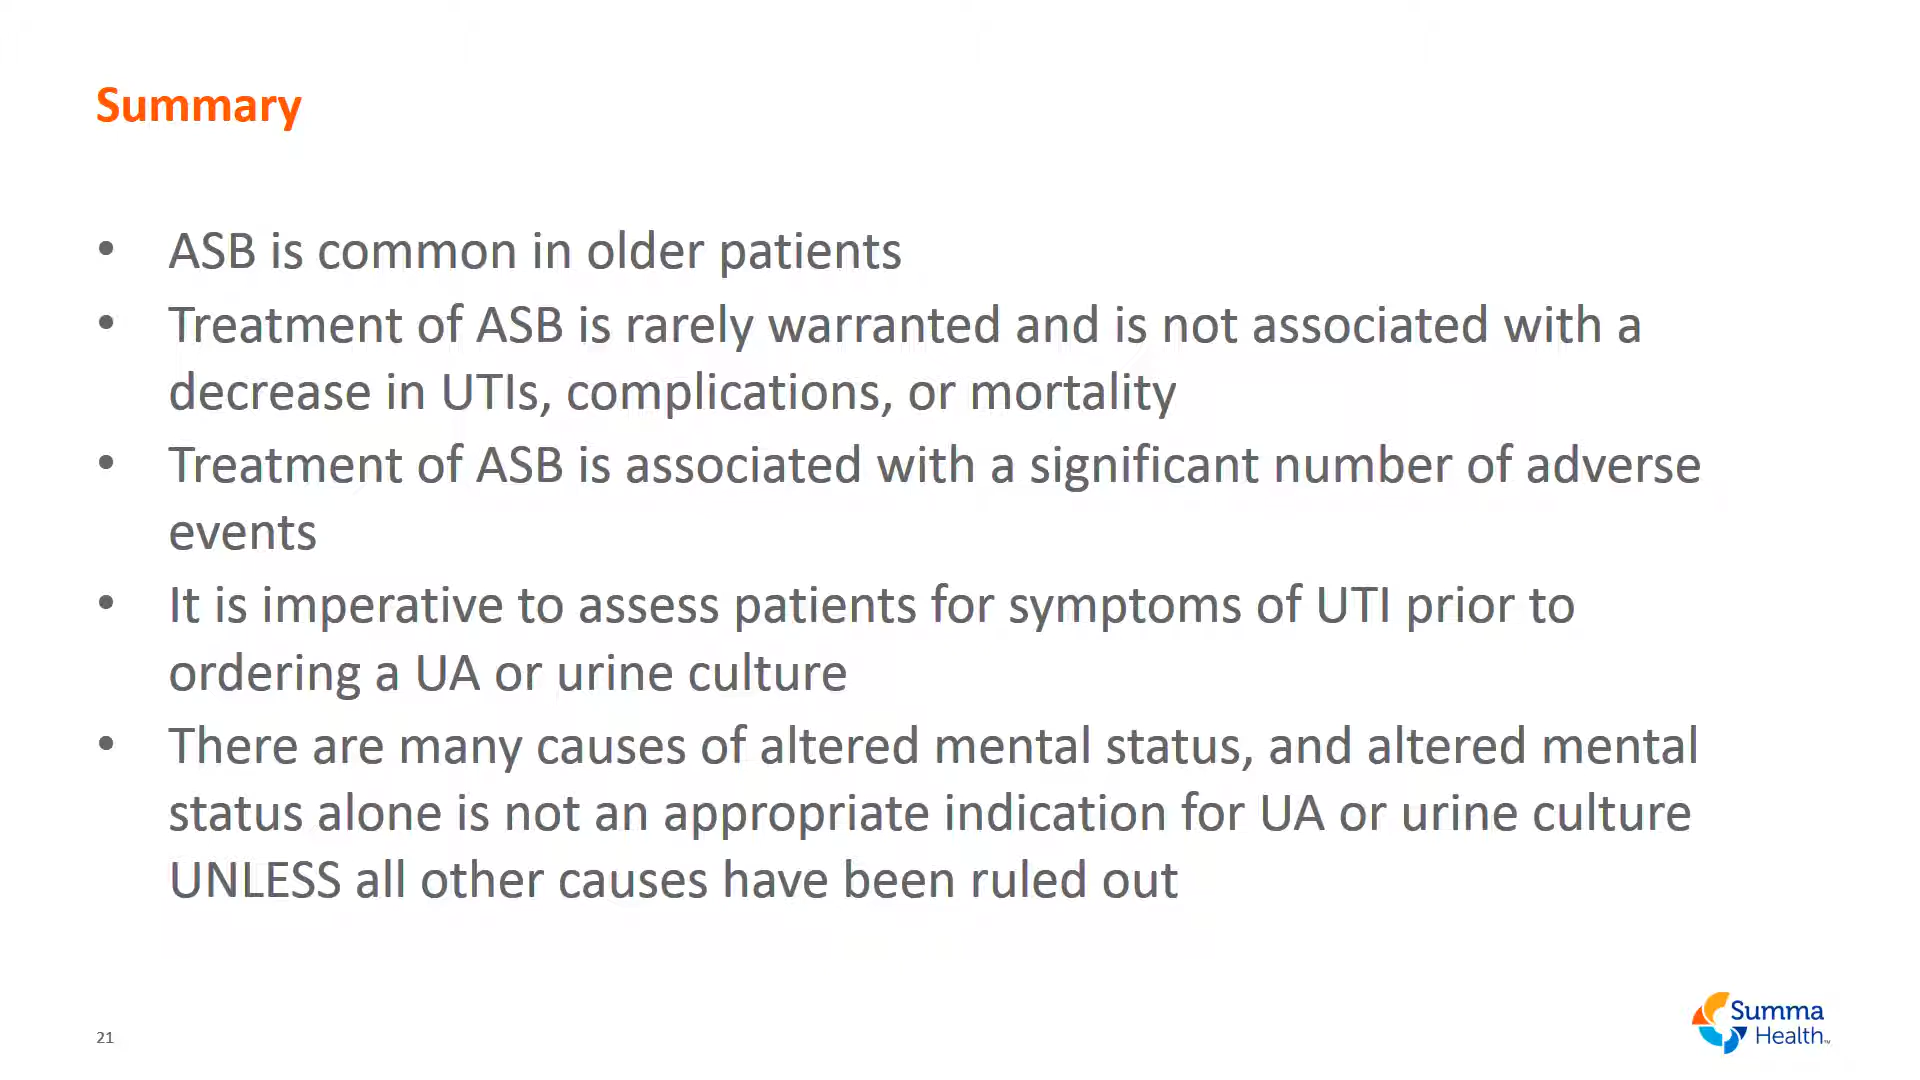 Summary
• ASB is common in older patients
• Treatment of ASB is rarely warranted and is not associated with a
decrease in UTIs, complications, or mortality
• Treatment of ASB is associated with a significant number of adverse
events
• It is imperative to assess patients for symptoms of UTI prior to
ordering a UA or urine culture
• There are many causes of altered mental status, and altered mental
status alone is not an appropriate indication for UA or urine culture
UNLESS all other causes have been ruled out
21
Summa
Health™